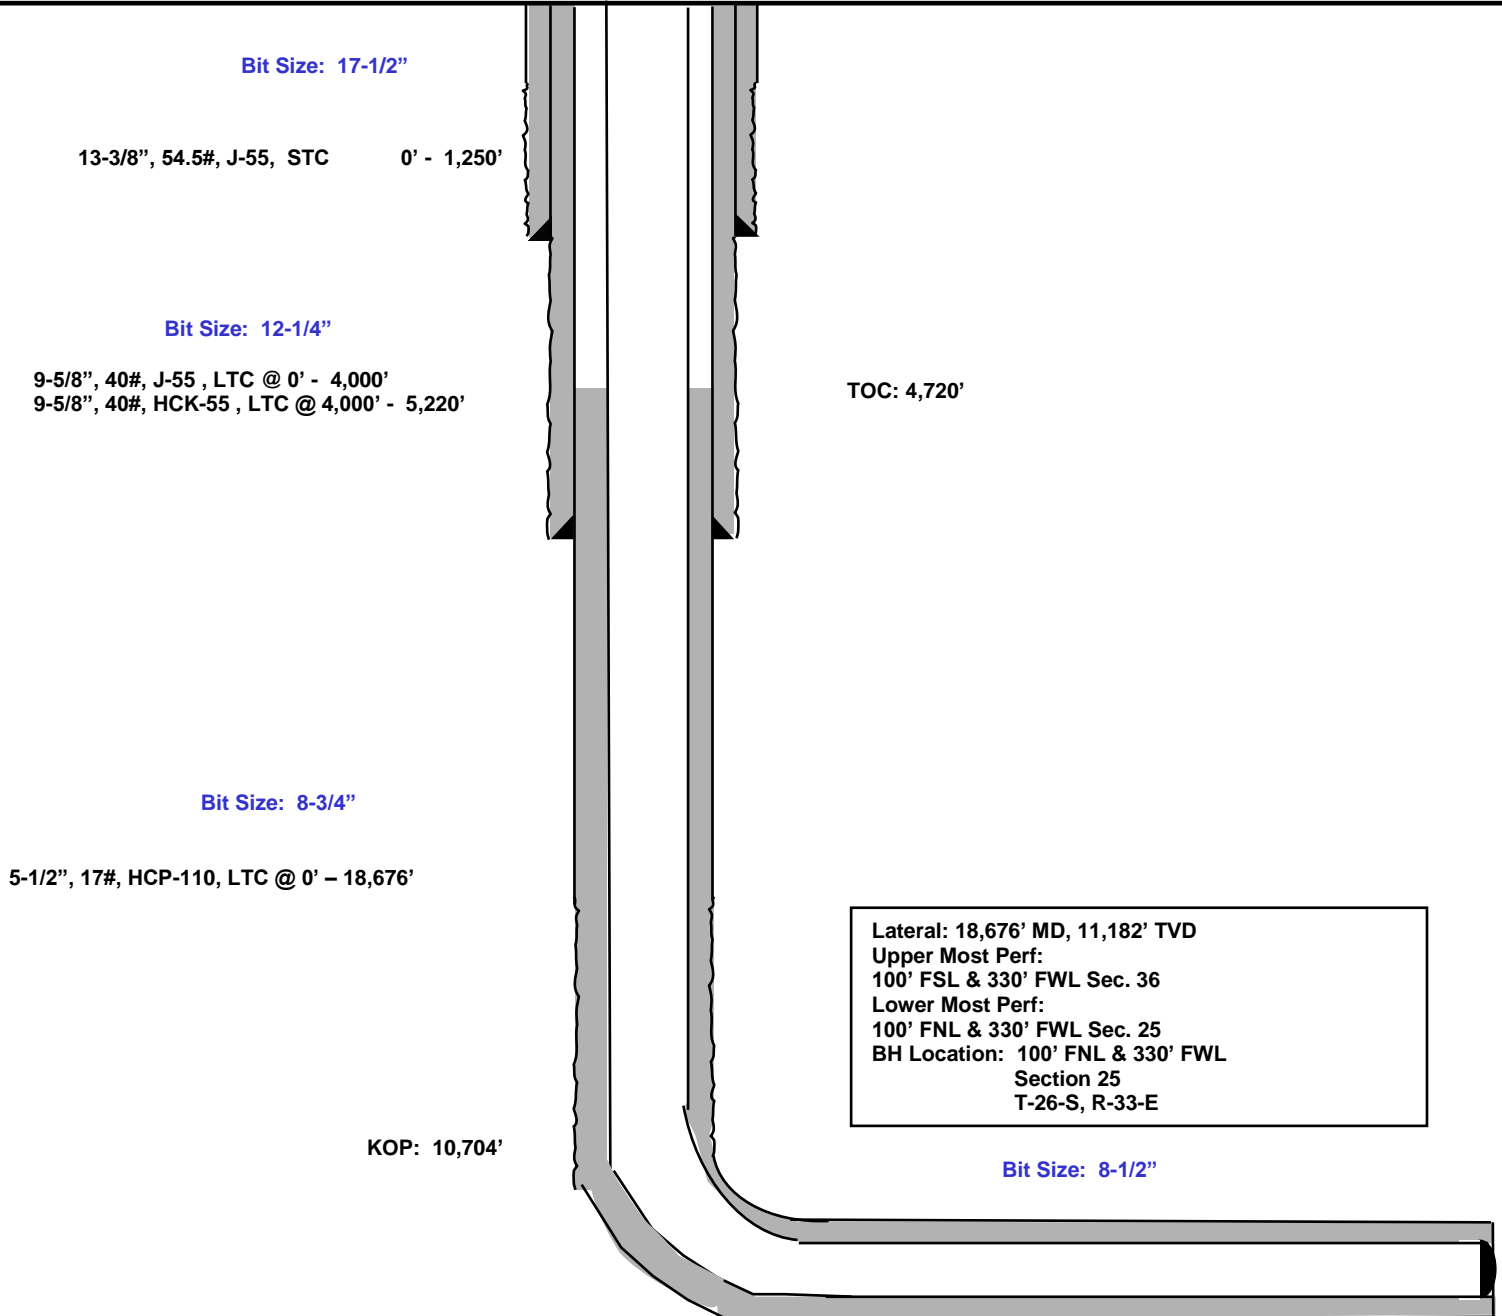 Bit Size: 17-1/2”
13-3/8”, 54.5#, J-55, STC 0’ - 1,250’
Bit Size: 12-1/4”
9-5/8”, 40#, J-55 , LTC @ 0’ - 4,000’
9-5/8”, 40#, HCK-55 , LTC @ 4,000’ - 5,220’
TOC: 4,720’
Bit Size: 8-3/4”
5-1/2”, 17#, HCP-110, LTC @ 0’ – 18,676’
Lateral: 18,676’ MD, 11,182’ TVD
Upper Most Perf:
100’ FSL & 330’ FWL Sec. 36
Lower Most Perf:
100’ FNL & 330’ FWL Sec. 25
BH Location: 100’ FNL & 330’ FWL
Section 25
T-26-S, R-33-E
KOP: 10,704’
Bit Size: 8-1/2”